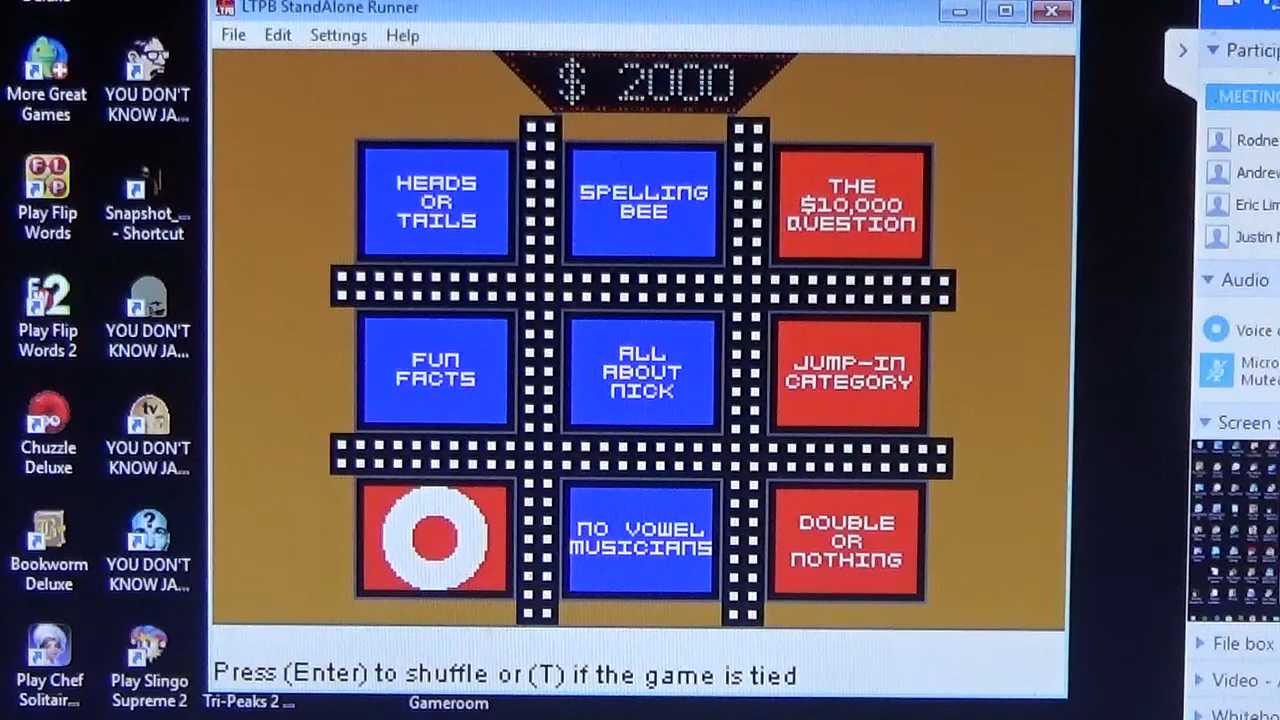 LTPB StandAlone Runner
File Edit Settings Help
$ 2000
HEADS
OR
TAILS
SPELLING
BEE
THE
$10,000
QUESTION
FUN
FACTS
ALL
ABOUT
NICK
JUMP-IN
CATEGORY
NO VOWEL
MUSICIANS
DOUBLE
OR
NOTHING
Press (Enter) to shuffle or (T) if the game is tied
More Great
Games
YOU DON'T
KNOW JA...
Play Flip
Words
Snapshot_...
- Shortcut
Play Flip
Words 2
YOU DON'T
KNOW JA...
Chuzzle
Deluxe
YOU DON'T
KNOW JA...
Bookworm
Deluxe
YOU DON'T
KNOW JA...
Play Chef
Solitair...
Play Slingo
Supreme 2
Tri-Peaks 2 ...
Gameroom
Particip
MEETING
Rodne
Andrew
Eric Lim
Justin
Audio
Voice
Micro
Mute
Screen s
File box
Video -